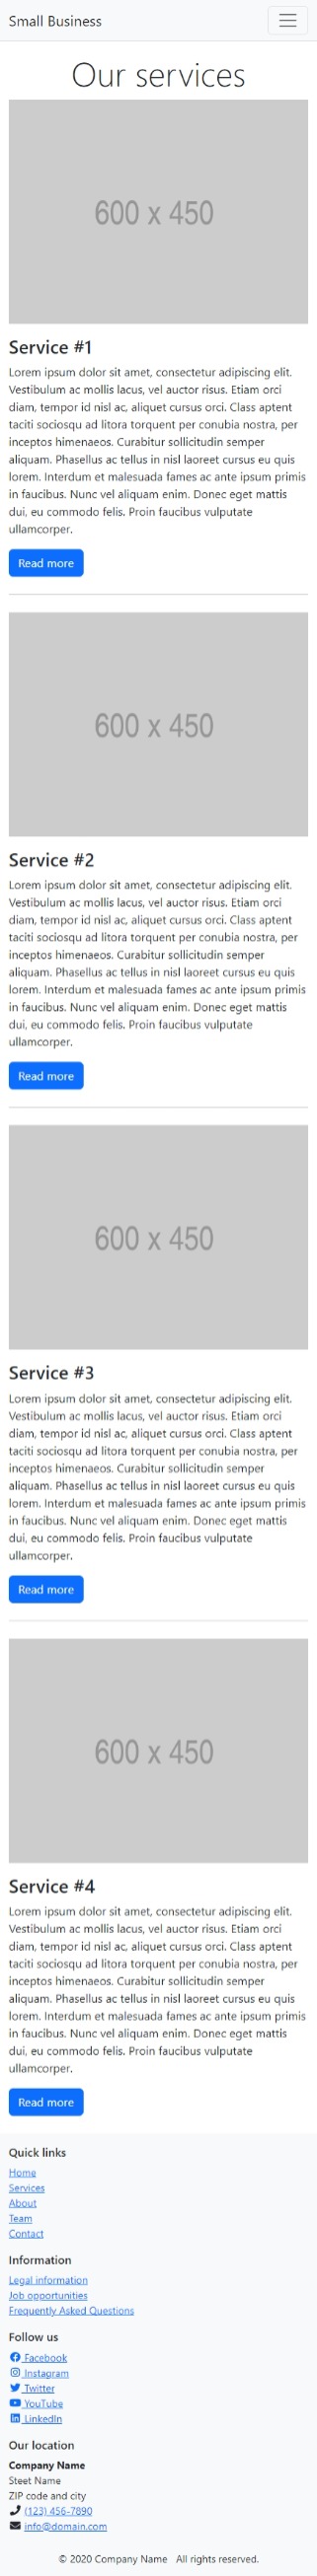 Small Business
Our services
600 x 450
Service #1
Lorem ipsum dolor sit amet, consectetur adipiscing elit.
Vestibulum ac mollis lacus, vel auctor risus. Etiam orci
diam, tempor id nisl ac, aliquet cursus orci. Class aptent
taciti sociosqu ad litora torquent per conubia nostra, per
inceptos himenaeos. Curabitur sollicitudin semper
aliquam. Phasellus ac tellus in nisl laoreet cursus eu quis
lorem. Interdum et malesuada fames ac ante ipsum primis
in faucibus. Nunc vel aliquam enim. Donec eget mattis
dui, eu commodo felis. Proin faucibus vulputate
ullamcorper.
Read more
600 x 450
Service #2
Lorem ipsum dolor sit amet, consectetur adipiscing elit.
Vestibulum ac mollis lacus, vel auctor risus. Etiam orci
diam, tempor id nisl ac, aliquet cursus orci. Class aptent
taciti sociosqu ad litora torquent per conubia nostra, per
inceptos himenaeos. Curabitur sollicitudin semper
aliquam. Phasellus ac tellus in nisl laoreet cursus eu quis
lorem. Interdum et malesuada fames ac ante ipsum primis
in faucibus. Nunc vel aliquam enim. Donec eget mattis
dui, eu commodo felis. Proin faucibus vulputate
ullamcorper.
Read more
600 x 450
Service #3
Lorem ipsum dolor sit amet, consectetur adipiscing elit.
Vestibulum ac mollis lacus, vel auctor risus. Etiam orci
diam, tempor id nisl ac, aliquet cursus orci. Class aptent
taciti sociosqu ad litora torquent per conubia nostra, per
inceptos himenaeos. Curabitur sollicitudin semper
aliquam. Phasellus ac tellus in nisl laoreet cursus eu quis
lorem. Interdum et malesuada fames ac ante ipsum primis
in faucibus. Nunc vel aliquam enim. Donec eget mattis
dui, eu commodo felis. Proin faucibus vulputate
ullamcorper.
Read more
600 x 450
Service #4
Lorem ipsum dolor sit amet, consectetur adipiscing elit.
Vestibulum ac mollis lacus, vel auctor risus. Etiam orci
diam, tempor id nisl ac, aliquet cursus orci. Class aptent
taciti sociosqu ad litora torquent per conubia nostra, per
inceptos himenaeos. Curabitur sollicitudin semper
aliquam. Phasellus ac tellus in nisl laoreet cursus eu quis
lorem. Interdum et malesuada fames ac ante ipsum primis
in faucibus. Nunc vel aliquam enim. Donec eget mattis
dui, eu commodo felis. Proin faucibus vulputate
ullamcorper.
Read more
Quick links
Home
Services
About
Team
Contact
Information
Legal information
Job opportunities
Frequently Asked Questions
Follow us
Facebook
Instagram
Twitter
YouTube
LinkedIn
Our location
Company Name
Steet Name
ZIP code and city
(123) 456-7890
info@domain.com
© 2020 Company Name All rights reserved.